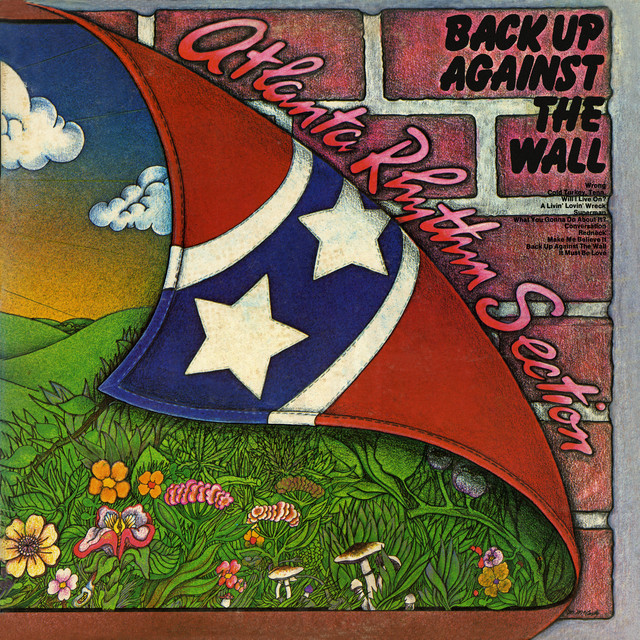 BACK UP
AGAINST
THE
WALL
Atlanta Rhythm Section
Wrong
Cold Turkey, Tenn.
Will I Live On?
A Livin' Lovin' Wreck
Superman
What You Gonna Do About It?
Conversation
Redneck
Make Me Believe It
Back Up Against The Wall
It Must Be Love